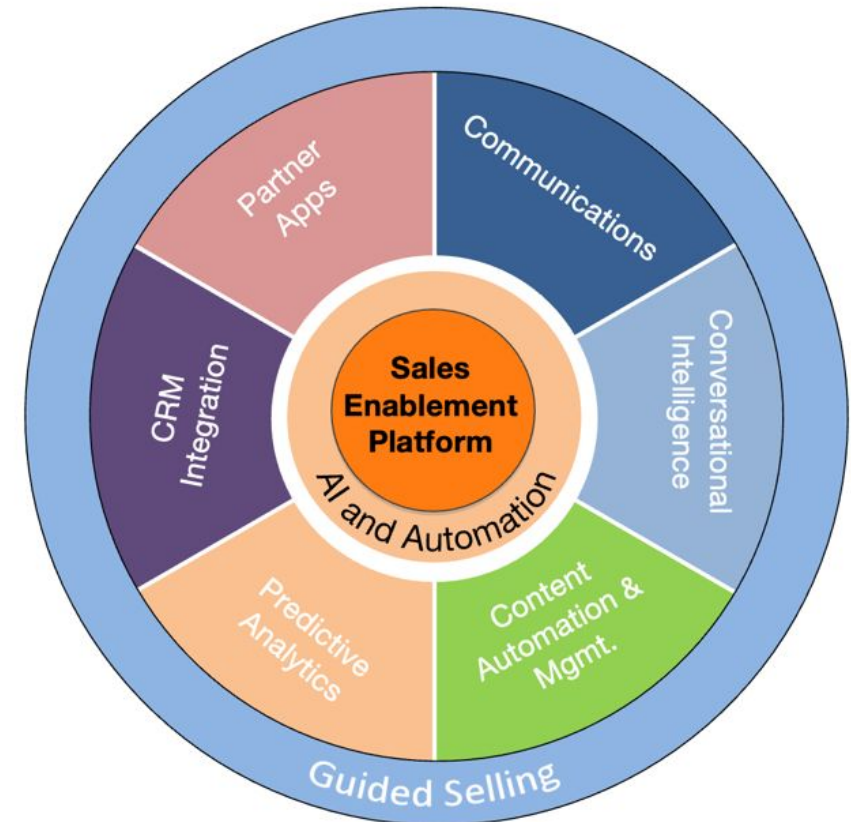 Partner
Apps
Communications
Conversational
Intelligence
CRM
Integration
Sales
Enablement
Platform
AI and Automation
Predictive
Analytics
Content
Automation &
Mgmt.
Guided Selling